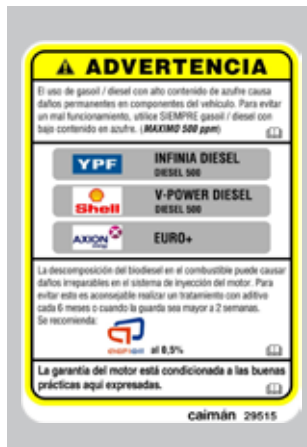 ADVERTENCIA
El uso de gasoil / diesel con alto contenido de azufre causa
daños permanentes en componentes del vehículo. Para evitar
un mal funcionamiento, utilice SIEMPRE gasoil / diesel con
bajo contenido en azufre. (MAXIMO 500 ppm)
YPF INFINIA DIESEL
DIESEL 500
Shell V-POWER DIESEL
DIESEL 500
AXION energy EURO+
La descomposición del biodiesel en el combustible puede causar
daños irreparables en el sistema de inyección del motor. Para
evitar esto es aconsejable realizar un tratamiento con aditivo
cada 6 meses o cuando la guarda sea mayor a 2 semanas.
Se recomienda:
al 0,5%
La garantía del motor está condicionada a las buenas
prácticas aquí expresadas.
caimán 29515